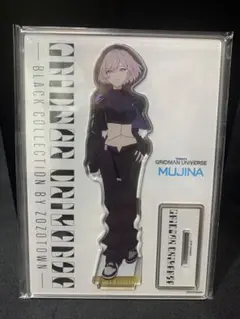 GRIDMAN UNIVERSE
—BLACK COLLECTION BY ZOZOTOWN—
GRIDMAN UNIVERSE
MUJINA
GRIDMAN UNIVERSE